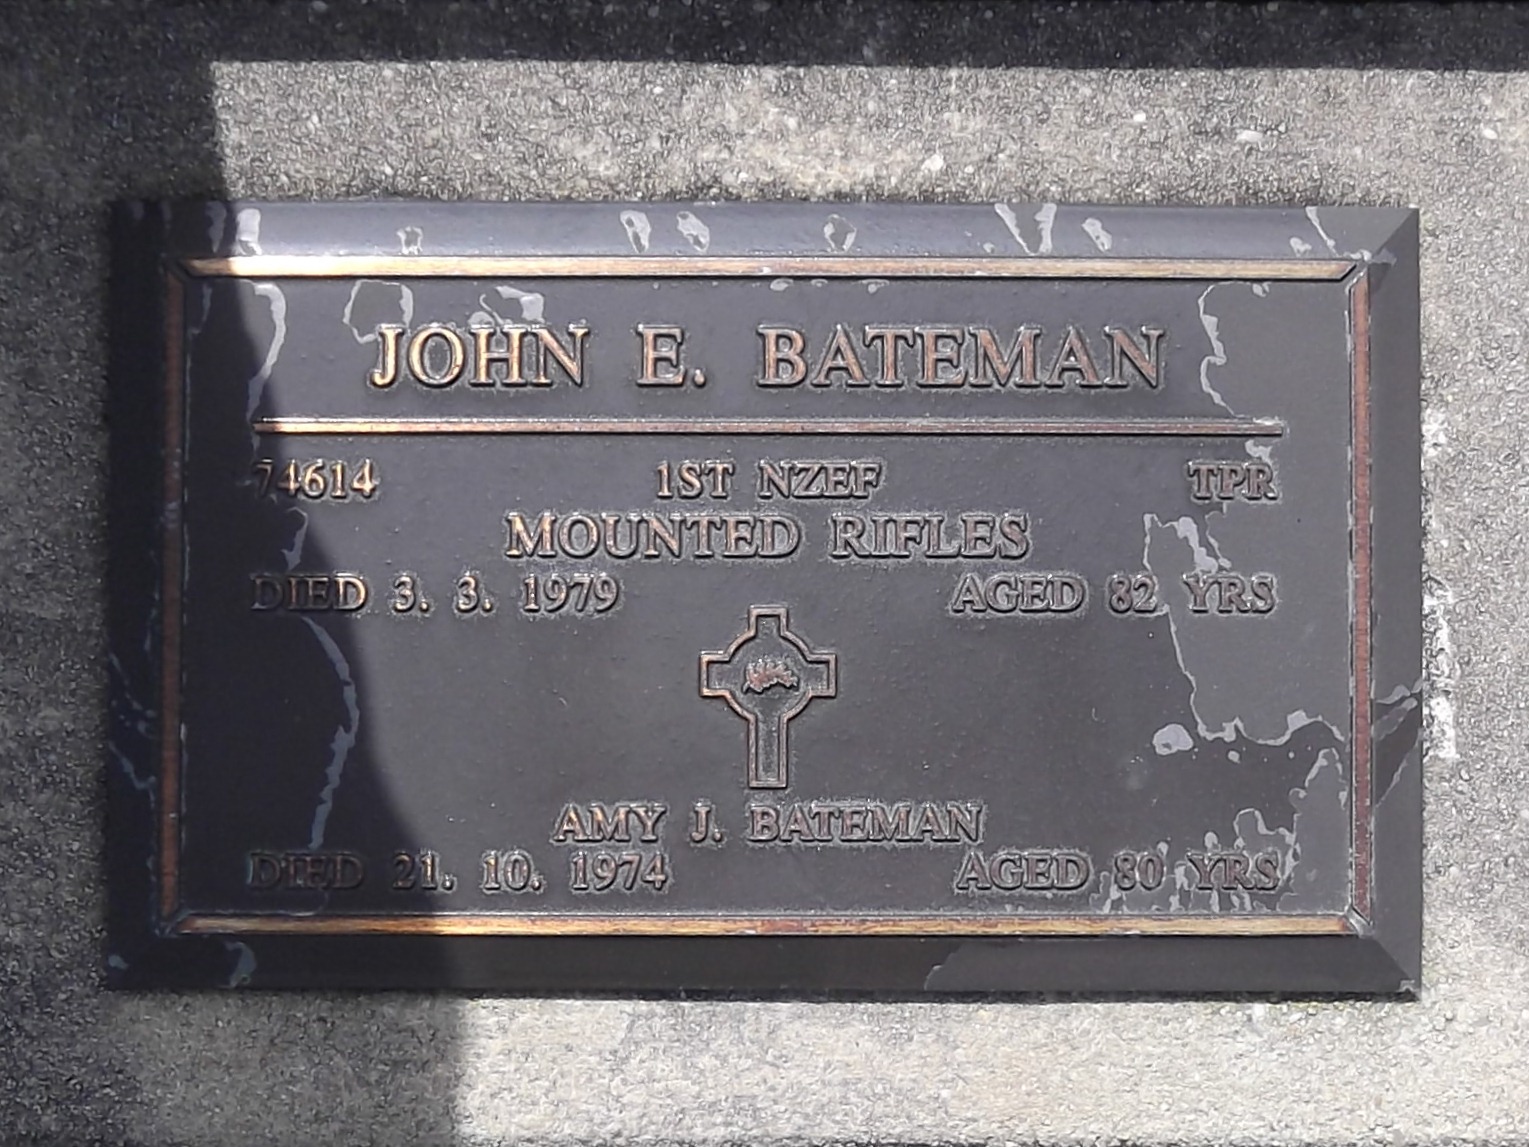 JOHN E. BATEMAN
74614 1ST NZEF TPR
MOUNTED RIFLES
DIED 3. 3. 1979 AGED 82 YRS
AMY J. BATEMAN
DIED 21. 10. 1974 AGED 80 YRS